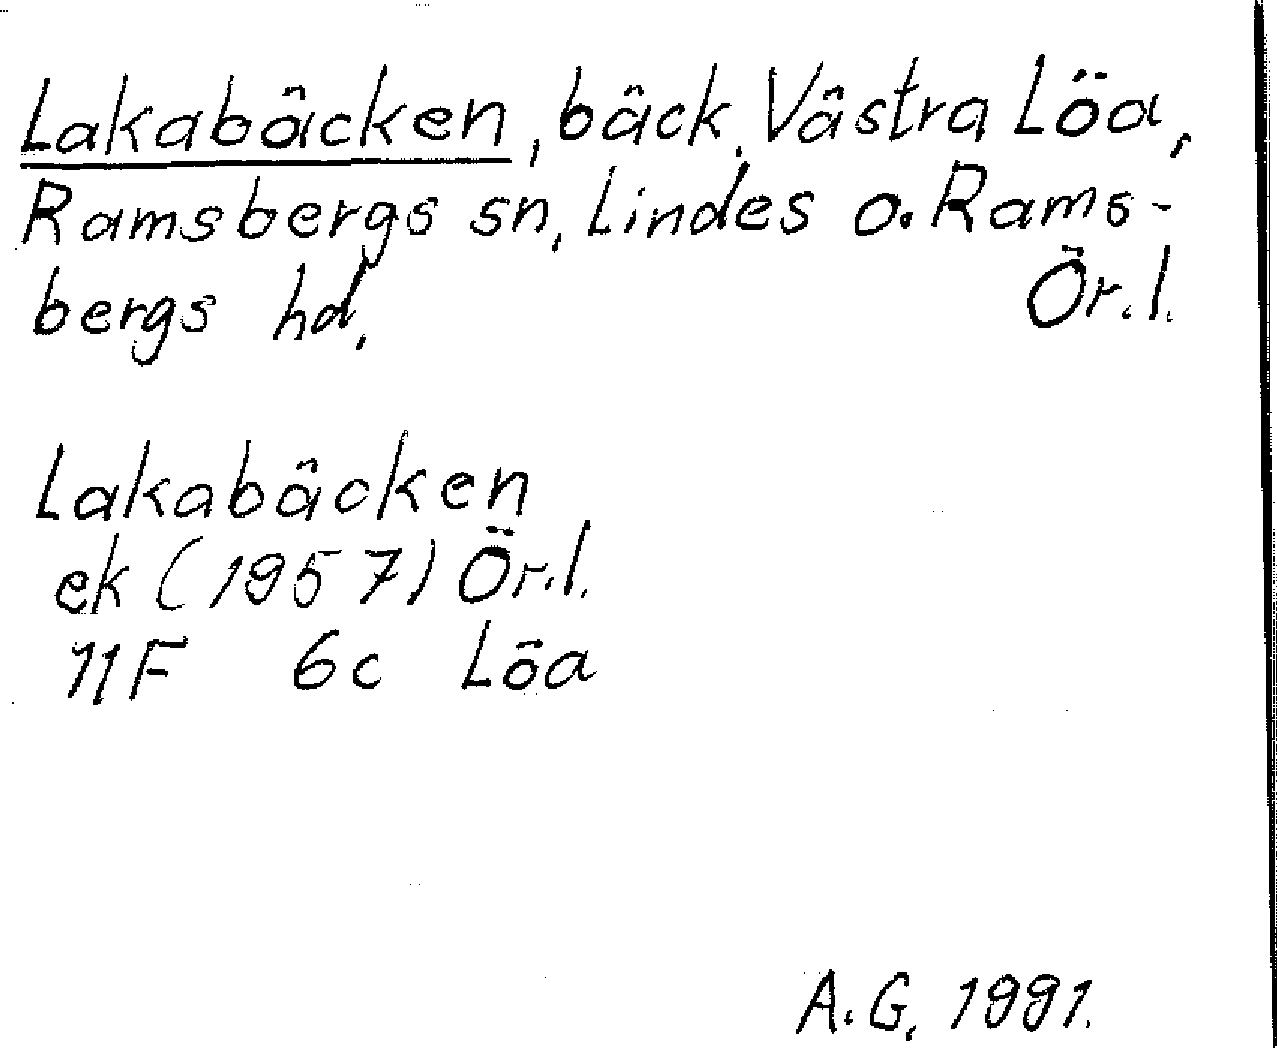 Lakabäcken, bäck, Västra Löa,
Ramsbergs sn, Lindes o. Rams-
bergs hd. Ör.l.
Lakabäcken
ek (1957) Ör.l.
11F 6c Löa
A.G. 1991.